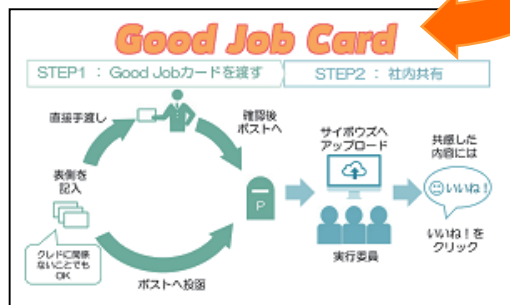 Good Job Card
STEP1 : Good Jobカードを渡す
STEP2 : 社内共有
直接手渡し
確認後
ポストへ
表側を
記入
クレドに関係
ないことでも
OK
ポストへ投函
P
サイボウズへ
アップロード
実行委員
共感した
内容には
いいね!
いいね!を
クリック